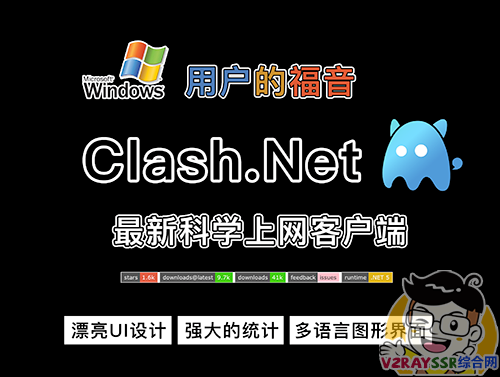 Microsoft
Windows
用户的福音
Clash.Net
最新科学上网客户端
stars 1.6k downloads@latest 9.7k downloads 41k feedback issues runtime .NET 5
漂亮UI设计 强大的统计 多语言图形界面
V2RAYSSR综合网